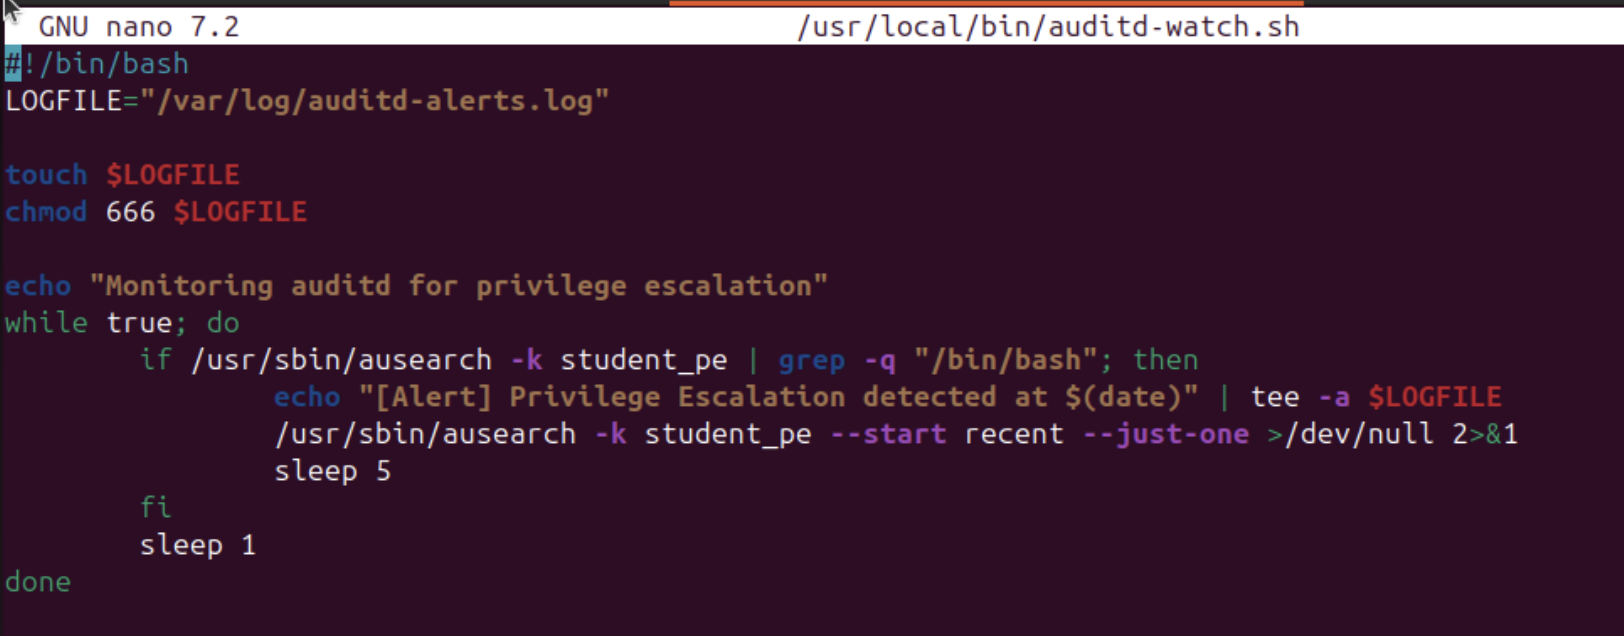 GNU nano 7.2 /usr/local/bin/auditd-watch.sh
#!/bin/bash
LOGFILE="/var/log/auditd-alerts.log"

touch $LOGFILE
chmod 666 $LOGFILE

echo "Monitoring auditd for privilege escalation"
while true; do
        if /usr/sbin/ausearch -k student_pe | grep -q "/bin/bash"; then
                echo "[Alert] Privilege Escalation detected at $(date)" | tee -a $LOGFILE
                /usr/sbin/ausearch -k student_pe --start recent --just-one >/dev/null 2>&1
                sleep 5
        fi
        sleep 1
done